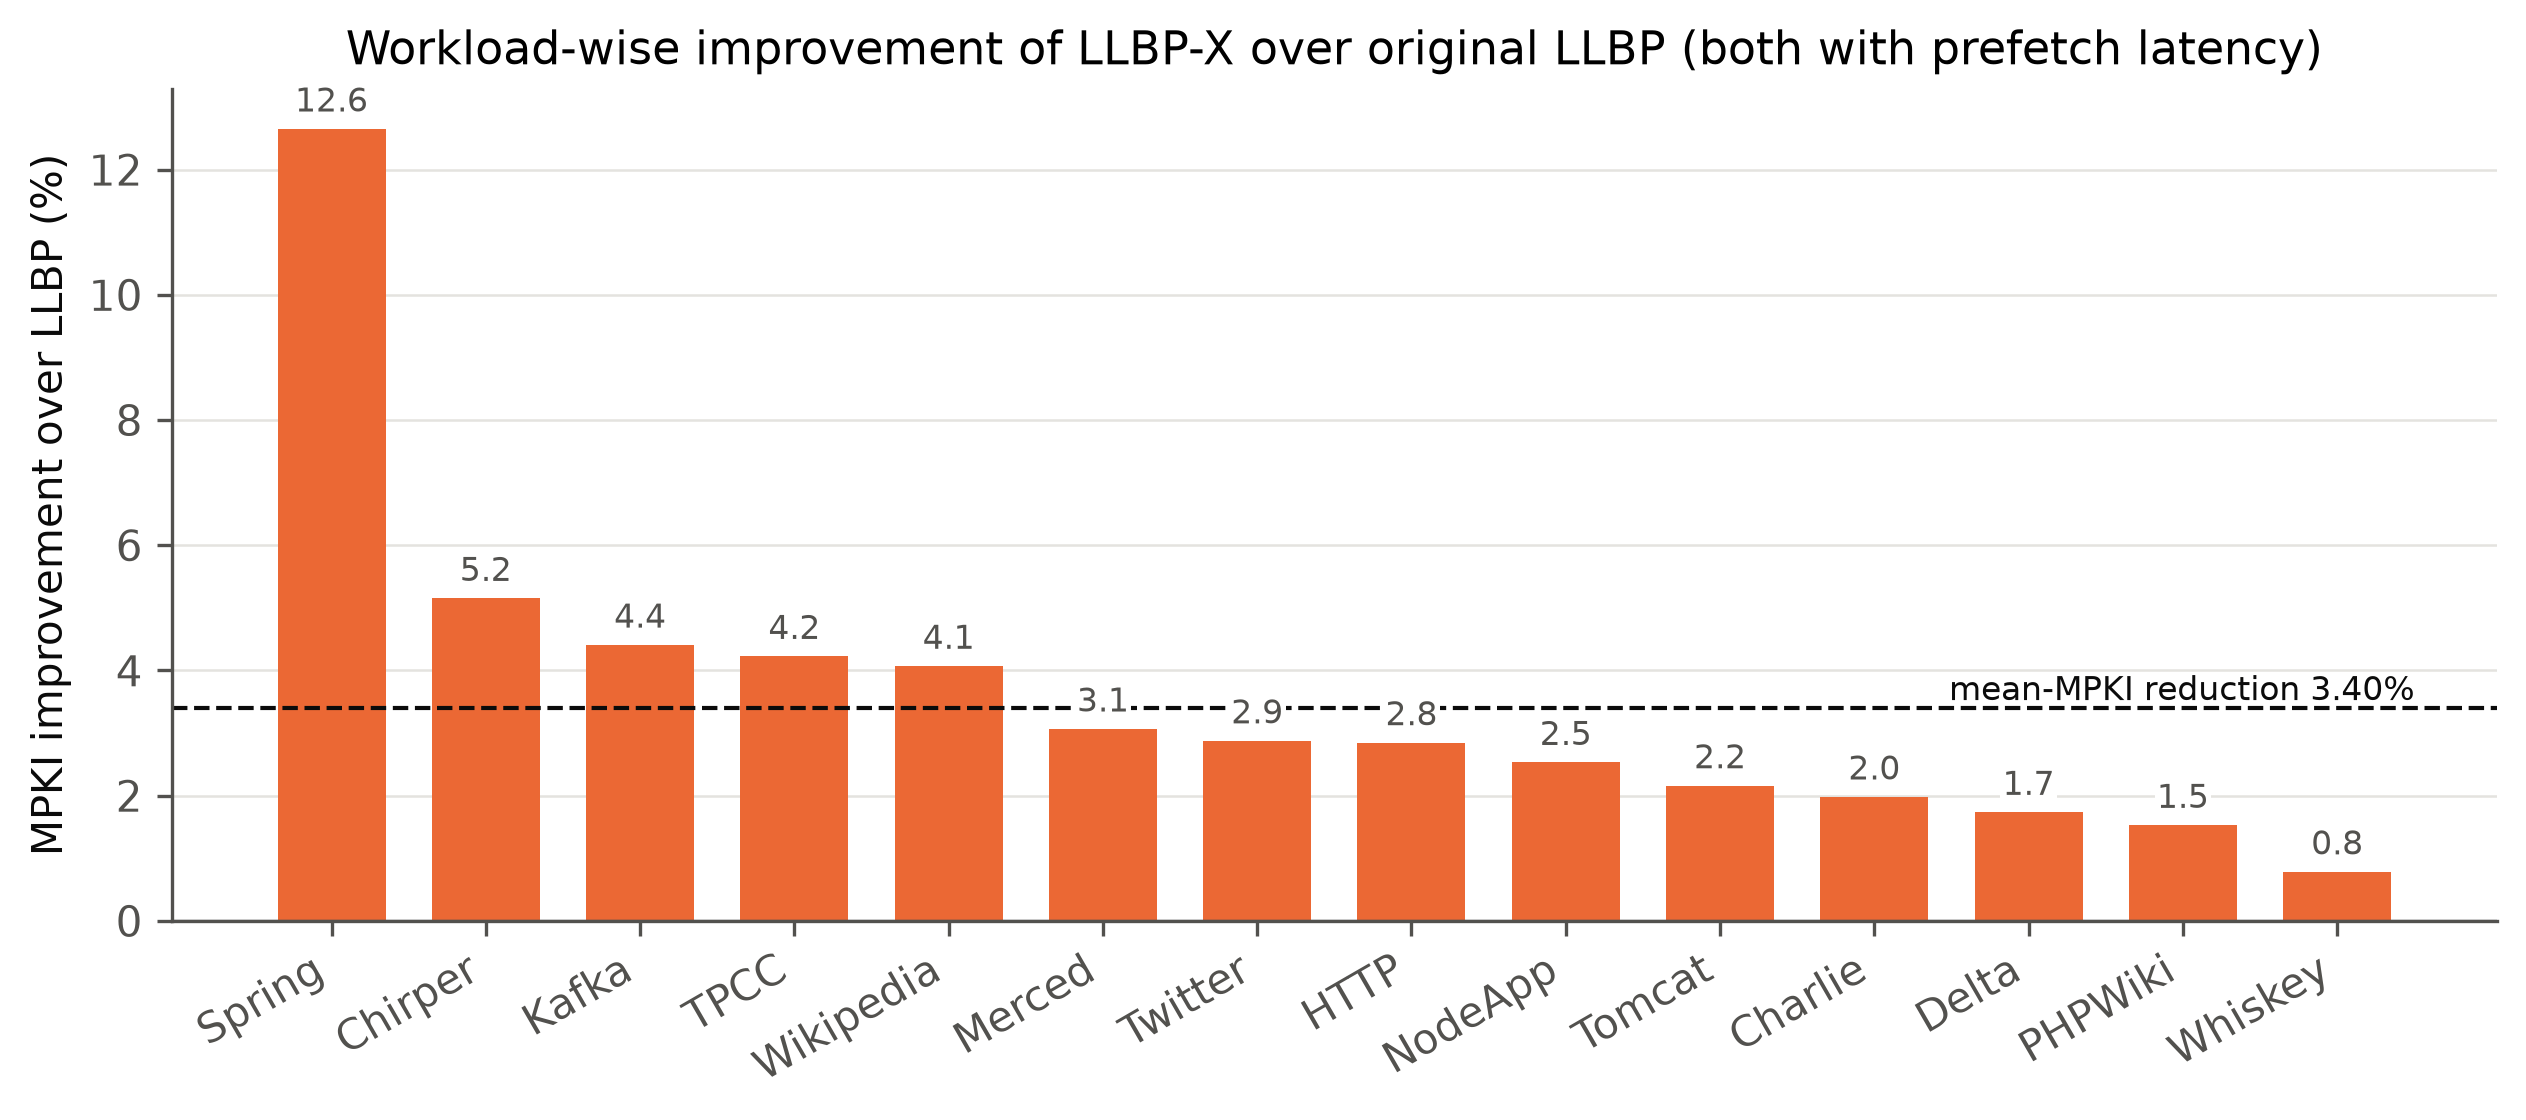 Workload-wise improvement of LLBP-X over original LLBP (both with prefetch latency)
MPKI improvement over LLBP (%)
12
10
8
6
4
2
0
12.6
5.2
4.4
4.2
4.1
3.1
2.9
2.8
2.5
2.2
2.0
1.7
1.5
0.8
mean-MPKI reduction 3.40%
Spring
Chirper
Kafka
TPCC
Wikipedia
Merced
Twitter
HTTP
NodeApp
Tomcat
Charlie
Delta
PHPWiki
Whiskey